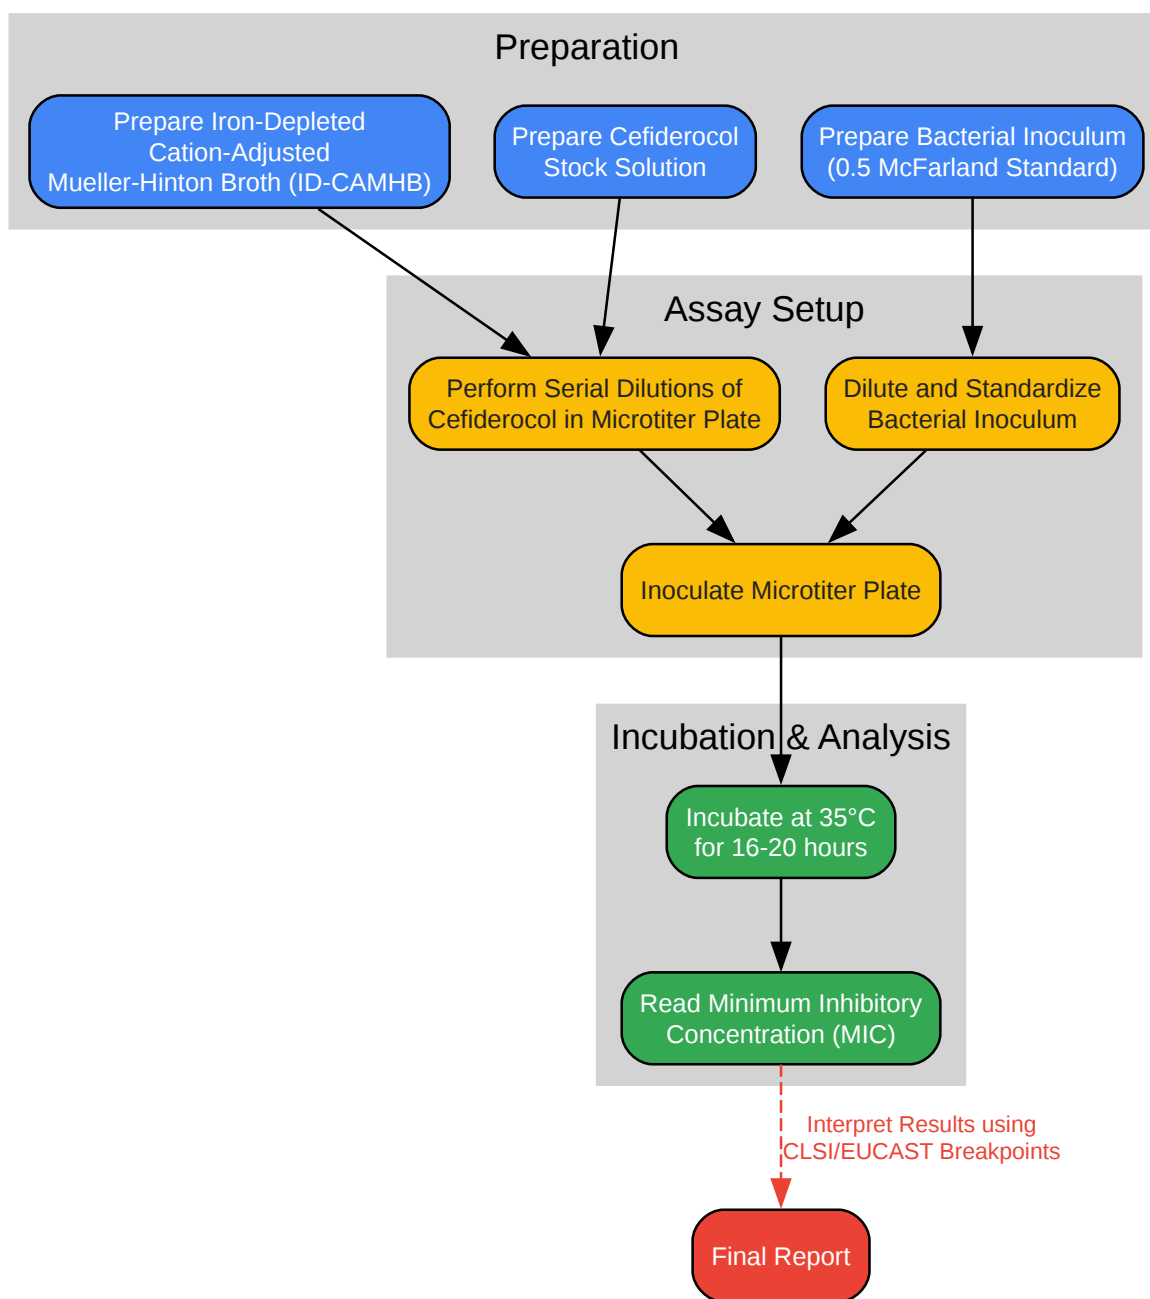 Preparation
Prepare Iron-Depleted
Cation-Adjusted
Mueller-Hinton Broth (ID-CAMHB)
Prepare Cefiderocol
Stock Solution
Prepare Bacterial Inoculum
(0.5 McFarland Standard)
Assay Setup
Perform Serial Dilutions of
Cefiderocol in Microtiter Plate
Dilute and Standardize
Bacterial Inoculum
Inoculate Microtiter Plate
Incubation & Analysis
Incubate at 35°C
for 16-20 hours
Read Minimum Inhibitory
Concentration (MIC)
Interpret Results using
CLSI/EUCAST Breakpoints
Final Report